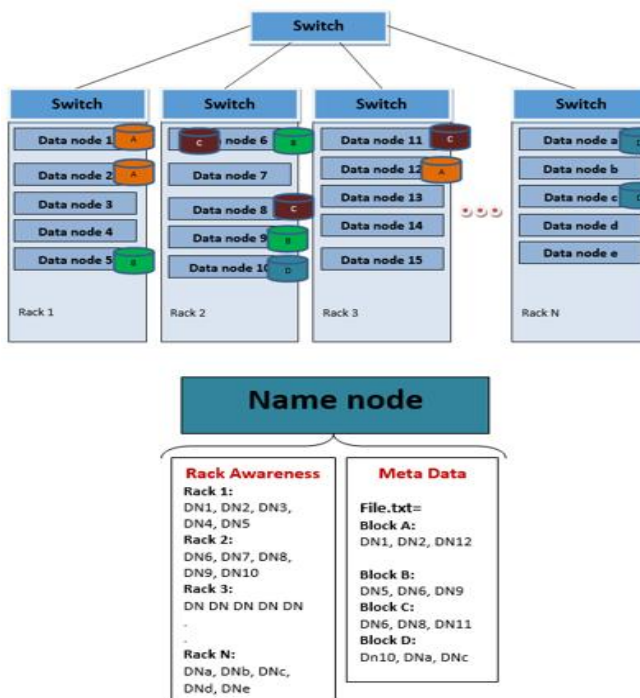 Switch
Switch
Switch
Switch
Switch
Data node 1
A
Data node 2
A
Data node 3
Data node 4
Data node 5
B
Rack 1
C
node 6
B
Data node 7
Data node 8
C
Data node 9
B
Data node 10
D
Rack 2
Data node 11
C
Data node 12
A
Data node 13
Data node 14
Data node 15
Rack 3
Data node a
Data node b
Data node c
Data node d
Data node e
Rack N
Name node
Rack Awareness
Rack 1:
DN1, DN2, DN3,
DN4, DN5
Rack 2:
DN6, DN7, DN8,
DN9, DN10
Rack 3:
DN DN DN DN DN
.
.
Rack N:
DNa, DNb, DNc,
DNd, DNe
Meta Data
File.txt=
Block A:
DN1, DN2, DN12
Block B:
DN5, DN6, DN9
Block C:
DN6, DN8, DN11
Block D:
Dn10, DNa, DNc